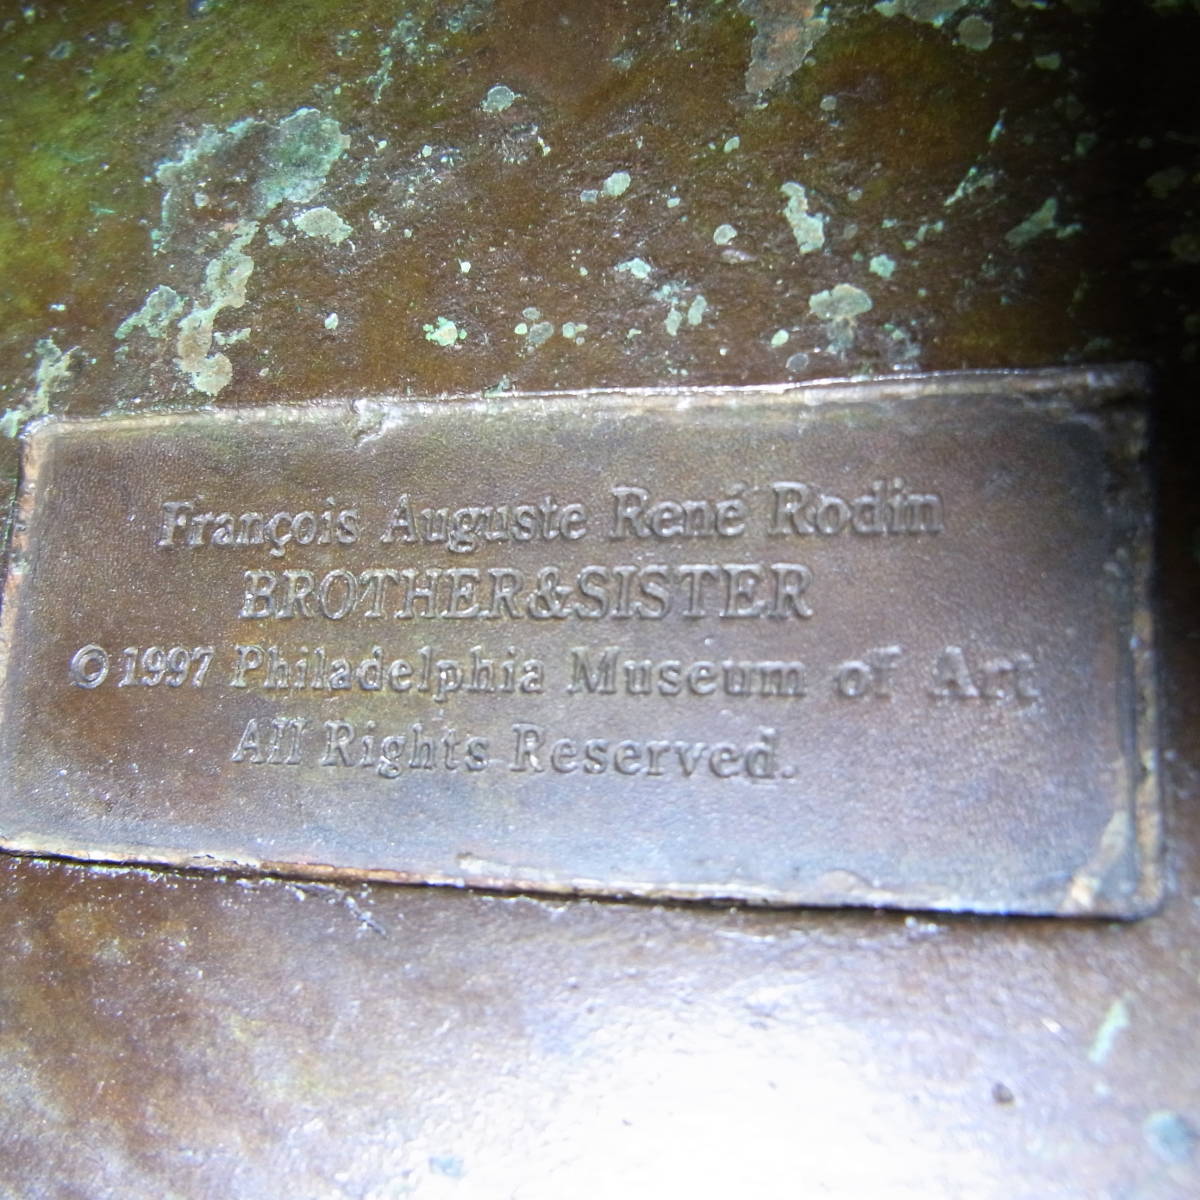 François Auguste René Rodin
BROTHER&SISTER
© 1997 Philadelphia Museum of Art
All Rights Reserved.